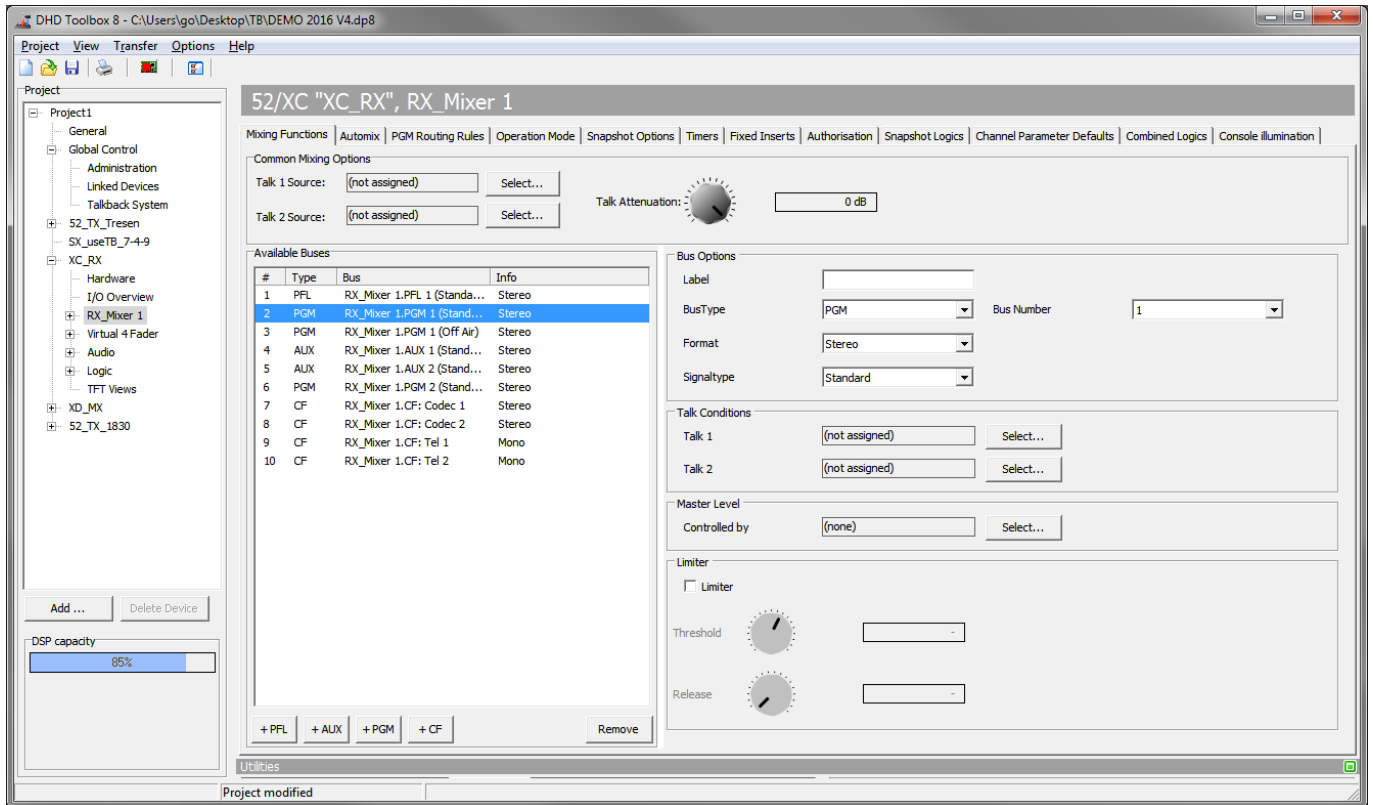 DHD Toolbox 8 - C:\Users\go\Desktop\TB\DEMO 2016 V4.dp8
Project View Transfer Options Help
Project
Project1
General
Global Control
Administration
Linked Devices
Talkback System
52_TX_Tresen
SX_useTB_7-4-9
XC_RX
Hardware
I/O Overview
RX_Mixer 1
Virtual 4 Fader
Audio
Logic
TFT Views
XD_MX
52_TX_1830
Add ... Delete Device
DSP capacity
85%
52/XC "XC_RX", RX_Mixer 1
Mixing Functions Automix PGM Routing Rules Operation Mode Snapshot Options Timers Fixed Inserts Authorisation Snapshot Logics Channel Parameter Defaults Combined Logics Console illumination
Common Mixing Options
Talk 1 Source: (not assigned) Select...
Talk 2 Source: (not assigned) Select...
Talk Attenuation: 0 dB
Available Buses
# Type Bus Info
1 PFL RX_Mixer 1.PFL 1 (Standa... Stereo
2 PGM RX_Mixer 1.PGM 1 (Stand... Stereo
3 PGM RX_Mixer 1.PGM 1 (Off Air) Stereo
4 AUX RX_Mixer 1.AUX 1 (Stand... Stereo
5 AUX RX_Mixer 1.AUX 2 (Stand... Stereo
6 PGM RX_Mixer 1.PGM 2 (Stand... Stereo
7 CF RX_Mixer 1.CF: Codec 1 Stereo
8 CF RX_Mixer 1.CF: Codec 2 Stereo
9 CF RX_Mixer 1.CF: Tel 1 Mono
10 CF RX_Mixer 1.CF: Tel 2 Mono
+ PFL + AUX + PGM + CF Remove
Bus Options
Label
BusType PGM Bus Number 1
Format Stereo
Signaltype Standard
Talk Conditions
Talk 1 (not assigned) Select...
Talk 2 (not assigned) Select...
Master Level
Controlled by (none) Select...
Limiter
Limiter
Threshold -
Release -
Utilities
Project modified